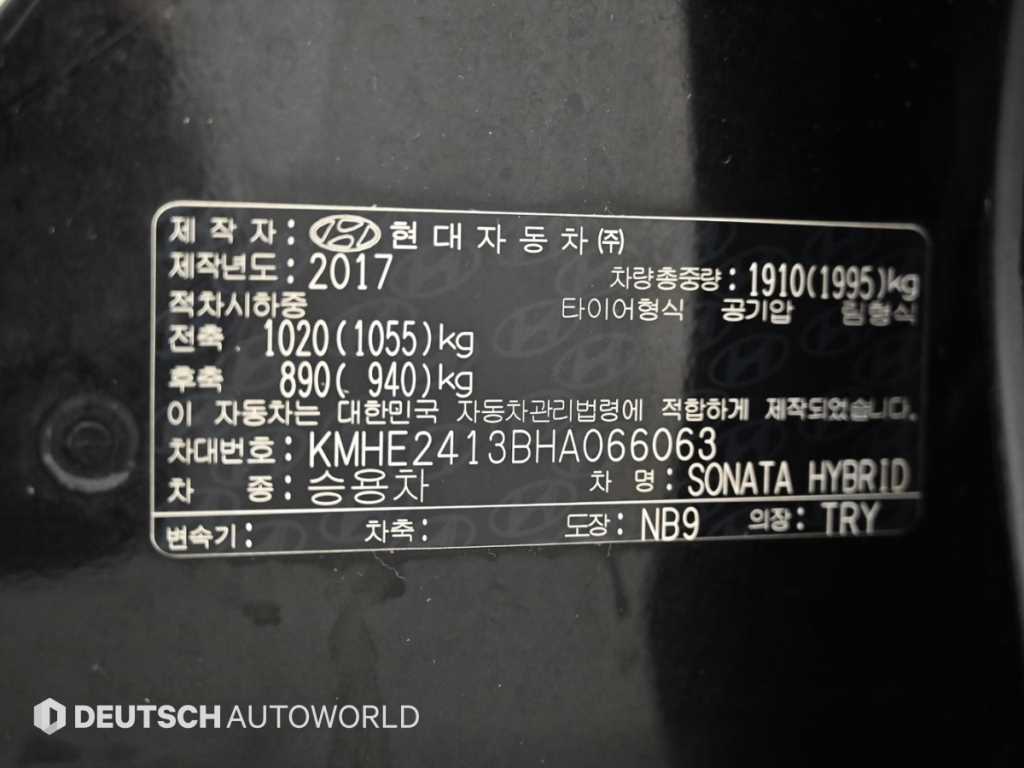 제 작 자 : 현대자동차㈜
제작년도 : 2017 차량총중량 : 1910(1995)kg
적차시하중 타이어형식 공기압 림형식
전축 1020(1055)kg
후축 890( 940)kg
이 자동차는 대한민국 자동차관리법령에 적합하게 제작되었습니다.
차대번호 : KMHE2413BHA066063
차 종 : 승용차 차 명 : SONATA HYBRID
변속기 : 차축 : 도장 : NB9 의장 : TRY
DEUTSCH AUTOWORLD